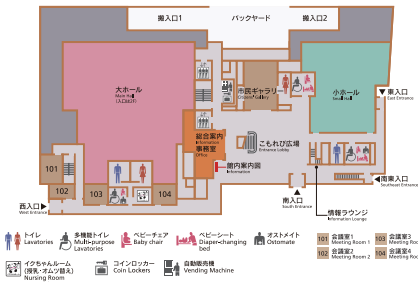 搬入口1
バックヤード
搬入口2
大ホール
Main Hall
(入口は2F)
市民ギャラリー
Citizens' Gallery
小ホール
Small Hall
東入口
East Entrance
総合案内
Information
事務室
Office
こもれび広場
Entrance Lobby
館内案内図
Information
101
102
103
104
西入口
West Entrance
南入口
South Entrance
南東入口
Southeast Entrance
情報ラウンジ
Information Lounge
トイレ
Lavatories
多機能トイレ
Multi-purpose
Lavatories
ベビーチェア
Baby chair
ベビーシート
Diaper-changing
bed
オストメイト
Ostomate
101 会議室1
Meeting Room 1
103 会議室3
Meeting Room 3
102 会議室2
Meeting Room 2
104 会議室4
Meeting Room 4
イクちゃんルーム
(授乳・オムツ替え)
Nursing Room
コインロッカー
Coin Lockers
自動販売機
Vending Machine